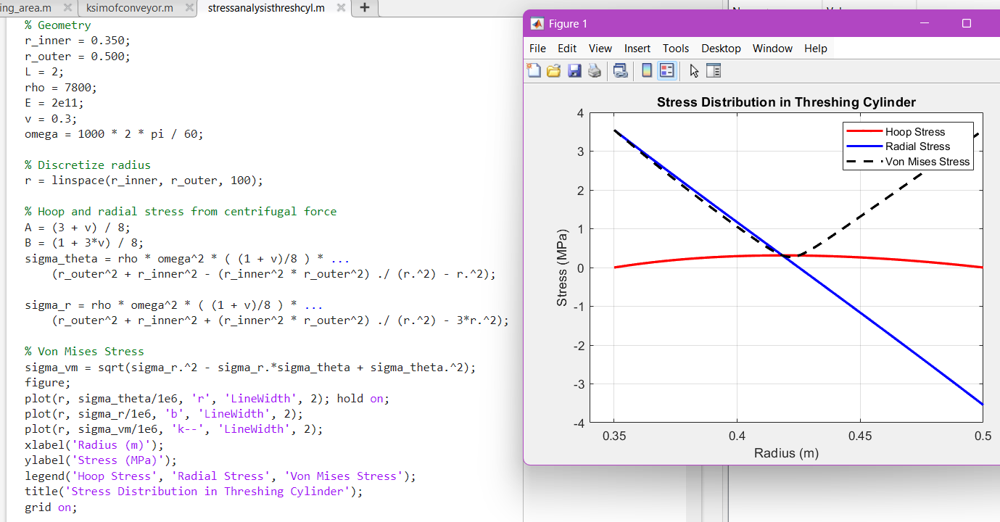 ing_area.m
ksimofconveyor.m
stressanalysisthreshcyl.m
% Geometry
r_inner = 0.350;
r_outer = 0.500;
L = 2;
rho = 7800;
E = 2e11;
v = 0.3;
omega = 1000 * 2 * pi / 60;
% Discretize radius
r = linspace(r_inner, r_outer, 100);
% Hoop and radial stress from centrifugal force
A = (3 + v) / 8;
B = (1 + 3*v) / 8;
sigma_theta = rho * omega^2 * ( (1 + v)/8 ) * ...
(r_outer^2 + r_inner^2 - (r_inner^2 * r_outer^2) ./ (r.^2) - r.^2);
sigma_r = rho * omega^2 * ( (1 + v)/8 ) * ...
(r_outer^2 + r_inner^2 + (r_inner^2 * r_outer^2) ./ (r.^2) - 3*r.^2);
% Von Mises Stress
sigma_vm = sqrt(sigma_r.^2 - sigma_r.*sigma_theta + sigma_theta.^2);
figure;
plot(r, sigma_theta/1e6, 'r', 'LineWidth', 2); hold on;
plot(r, sigma_r/1e6, 'b', 'LineWidth', 2);
plot(r, sigma_vm/1e6, 'k--', 'LineWidth', 2);
xlabel('Radius (m)');
ylabel('Stress (MPa)');
legend('Hoop Stress', 'Radial Stress', 'Von Mises Stress');
title('Stress Distribution in Threshing Cylinder');
grid on;
Figure 1
File Edit View Insert Tools Desktop Window Help
Stress Distribution in Threshing Cylinder
Hoop Stress
Radial Stress
Von Mises Stress
Stress (MPa)
4
3
2
1
0
-1
-2
-3
-4
0.35 0.4 0.45 0.5
Radius (m)